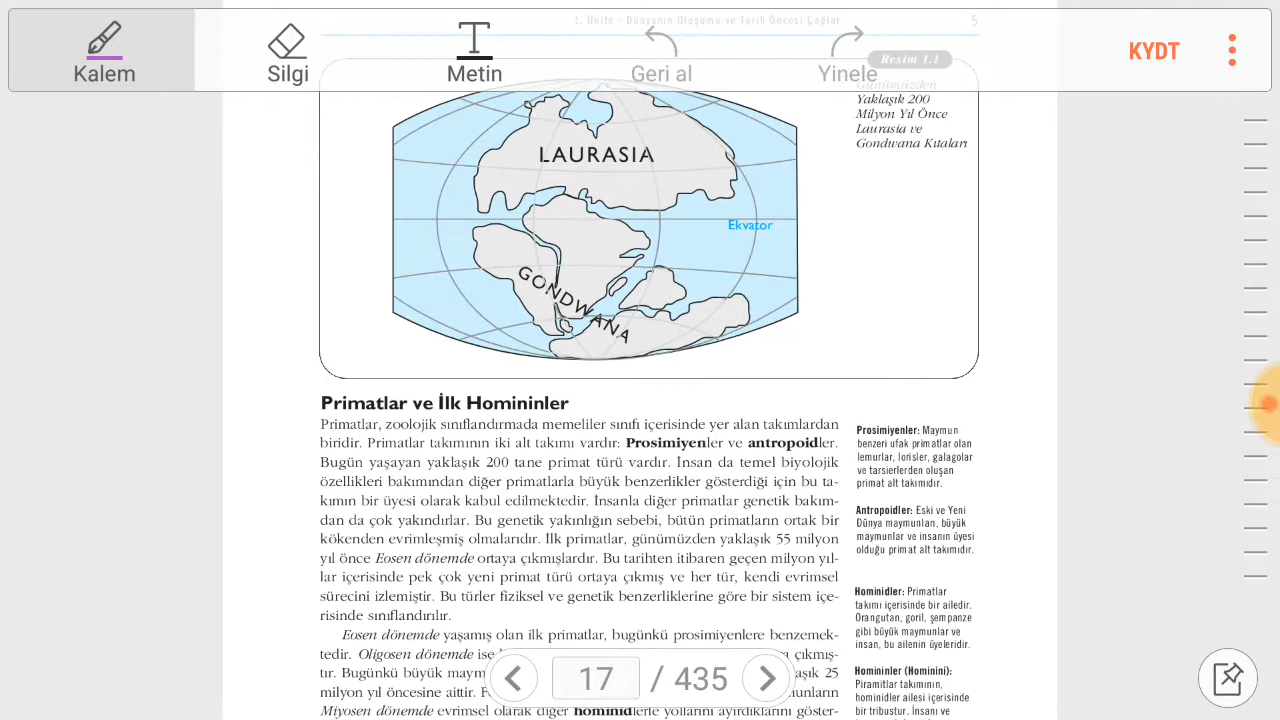 1. Ünite - Dünyanın Oluşumu ve Tarih Öncesi Çağlar
5
Kalem
Silgi
Metin
Geri al
Yinele
KYDT
Resim 1.1
Günümüzden
Yaklaşık 200
Milyon Yıl Önce
Laurasia ve
Gondwana Kıtaları
LAURASIA
Ekvator
GONDWANA
Primatlar ve İlk Homininler
Primatlar, zoolojik sınıflandırmada memeliler sınıfı içerisinde yer alan takımlardan
biridir. Primatlar takımının iki alt takımı vardır: Prosimiyenler ve antropoidler.
Bugün yaşayan yaklaşık 200 tane primat türü vardır. İnsan da temel biyolojik
özellikleri bakımından diğer primatlarla büyük benzerlikler gösterdiği için bu ta-
kımın bir üyesi olarak kabul edilmektedir. İnsanla diğer primatlar genetik bakım-
dan da çok yakındırlar. Bu genetik yakınlığın sebebi, bütün primatların ortak bir
kökenden evrimleşmiş olmalarıdır. İlk primatlar, günümüzden yaklaşık 55 milyon
yıl önce Eosen dönemde ortaya çıkmışlardır. Bu tarihten itibaren geçen milyon yıl-
lar içerisinde pek çok yeni primat türü ortaya çıkmış ve her tür, kendi evrimsel
sürecini izlemiştir. Bu türler fiziksel ve genetik benzerliklerine göre bir sistem içe-
risinde sınıflandırılır.
Eosen dönemde yaşamış olan ilk primatlar, bugünkü prosimiyenlere benzemek-
tedir. Oligosen dönemde ise çıkmış-
tır. Bugünkü büyük 25
milyon yıl öncesine aittir.
Miyosen dönemde evrimsel olarak diğer hominidlerle yollarını ayırdıklarını göster-
Prosimiyenler: Maymun
benzeri ufak primatlar olan
lemurlar, lorisler, galagolar
ve tarsierlerden oluşan
primat alt takımıdır.
Antropoidler: Eski ve Yeni
Dünya maymunları, büyük
maymunlar ve insanın üyesi
olduğu primat alt takımıdır.
Hominidler: Primatlar
takımı içerisinde bir ailedir.
Orangutan, goril, şempanze
gibi büyük maymunlar ve
insan, bu ailenin üyeleridir.
Homininler (Hominini):
Piramitlar takımının,
hominidler ailesi içerisinde
bir tribustur. İnsanı ve
17 / 435